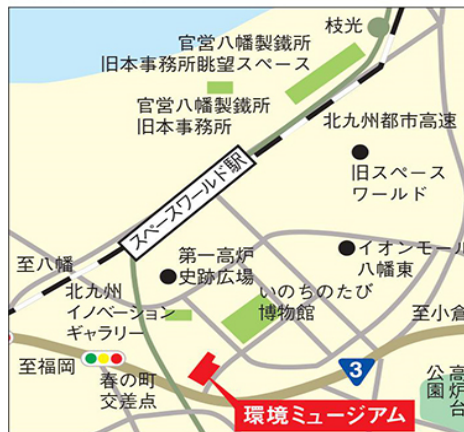 枝光
官営八幡製鐵所
旧本事務所眺望スペース
官営八幡製鐵所
旧本事務所
北九州都市高速
旧スペース
ワールド
スペースワールド駅
至八幡
第一高炉
史跡広場
イオンモール
八幡東
北九州
イノベーション
ギャラリー
いのちのたび
博物館
至小倉
至福岡
春の町
交差点
3
高炉台
公園
環境ミュージアム